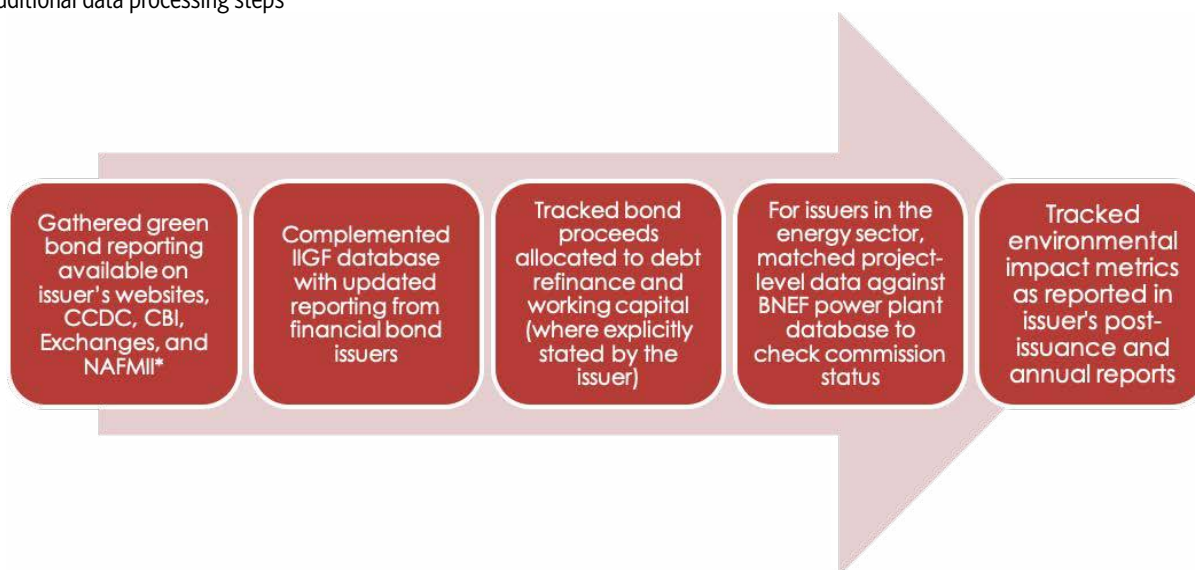 dditional data processing steps
Gathered green
bond reporting
available on
issuer's websites,
CCDC, CBI,
Exchanges, and
NAFMII*
Complemented
IIGF database
with updated
reporting from
financial bond
issuers
Tracked bond
proceeds
allocated to debt
refinance and
working capital
(where explicitly
stated by the
issuer)
For issuers in the
energy sector,
matched project-
level data against
BNEF power plant
database to
check commission
status
Tracked
environmental
impact metrics
as reported in
issuer's post-
issuance and
annual reports